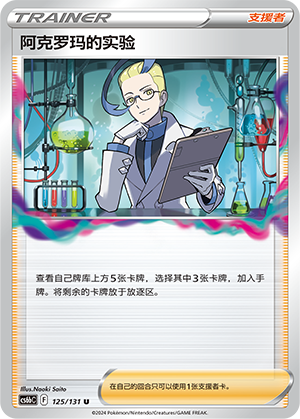 TRAINER 支援者
阿克罗玛的实验
查看自己牌库上方5张卡牌，选择其中3张卡牌，加入手
牌。将剩余的卡牌放于放逐区。
Illus.Naoki Saito
CS6bC F 125/131 U
在自己的回合只可以使用1张支援者卡。
©2024 Pokémon/Nintendo/Creatures/GAME FREAK.